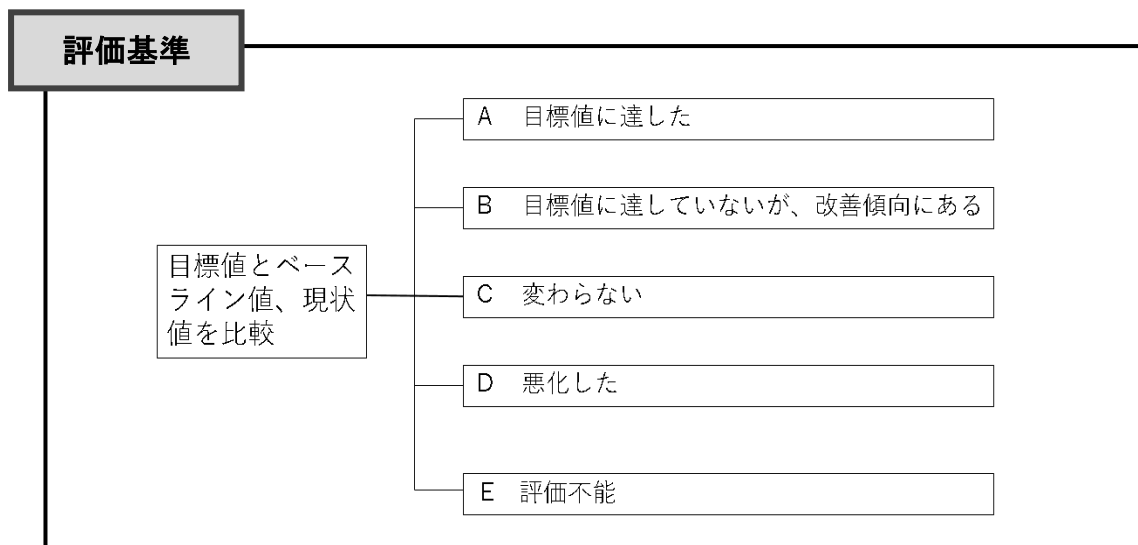 評価基準
A　目標値に達した
B　目標値に達していないが、改善傾向にある
目標値とベース
ライン値、現状
値を比較
C　変わらない
D　悪化した
E　評価不能